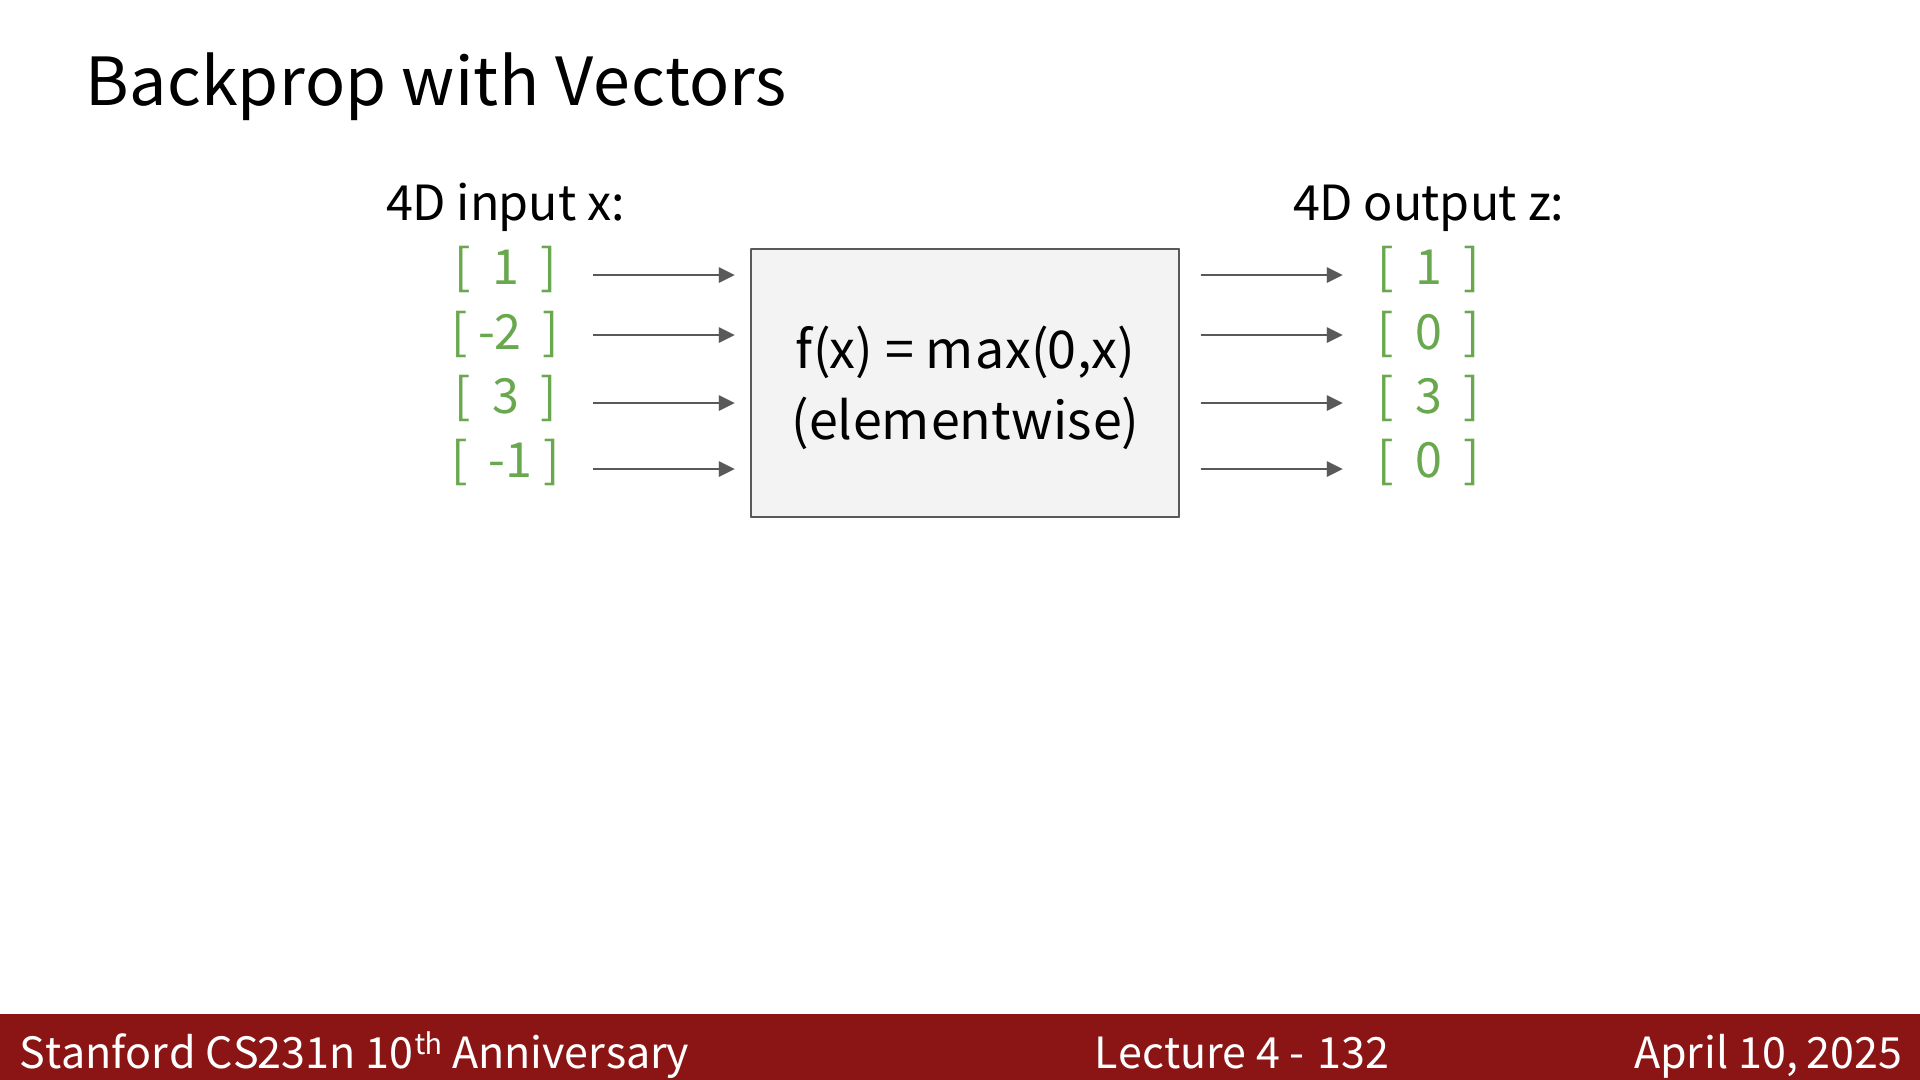 Backprop with Vectors
4D input x:
[ 1 ]
[ -2 ]
[ 3 ]
[ -1 ]
f(x) = max(0,x)
(elementwise)
4D output z:
[ 1 ]
[ 0 ]
[ 3 ]
[ 0 ]
Stanford CS231n 10th Anniversary
Lecture 4 - 132
April 10, 2025